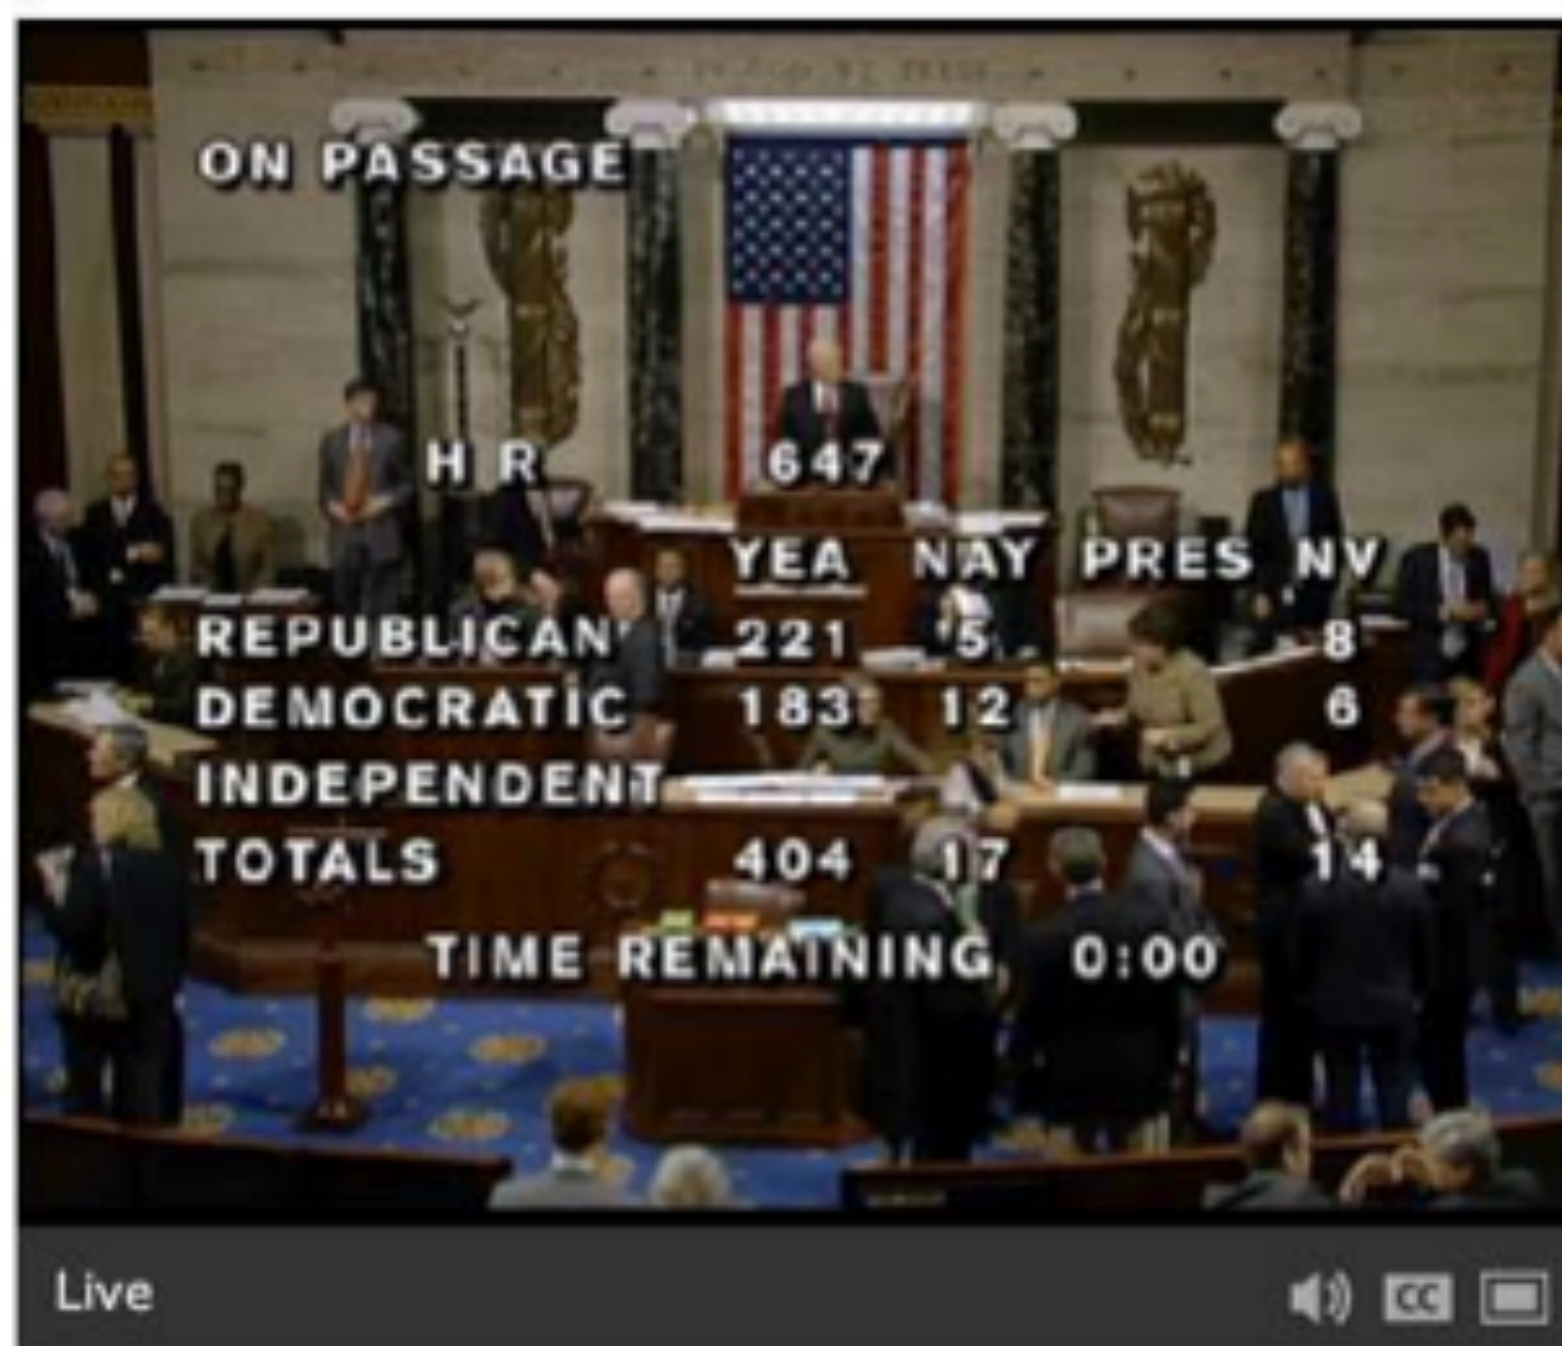 ON PASSAGE
H R 647
YEA NAY PRES NV
REPUBLICAN 221 5 8
DEMOCRATIC 183 12 6
INDEPENDENT
TOTALS 404 17 14
TIME REMAINING 0:00
Live
CC